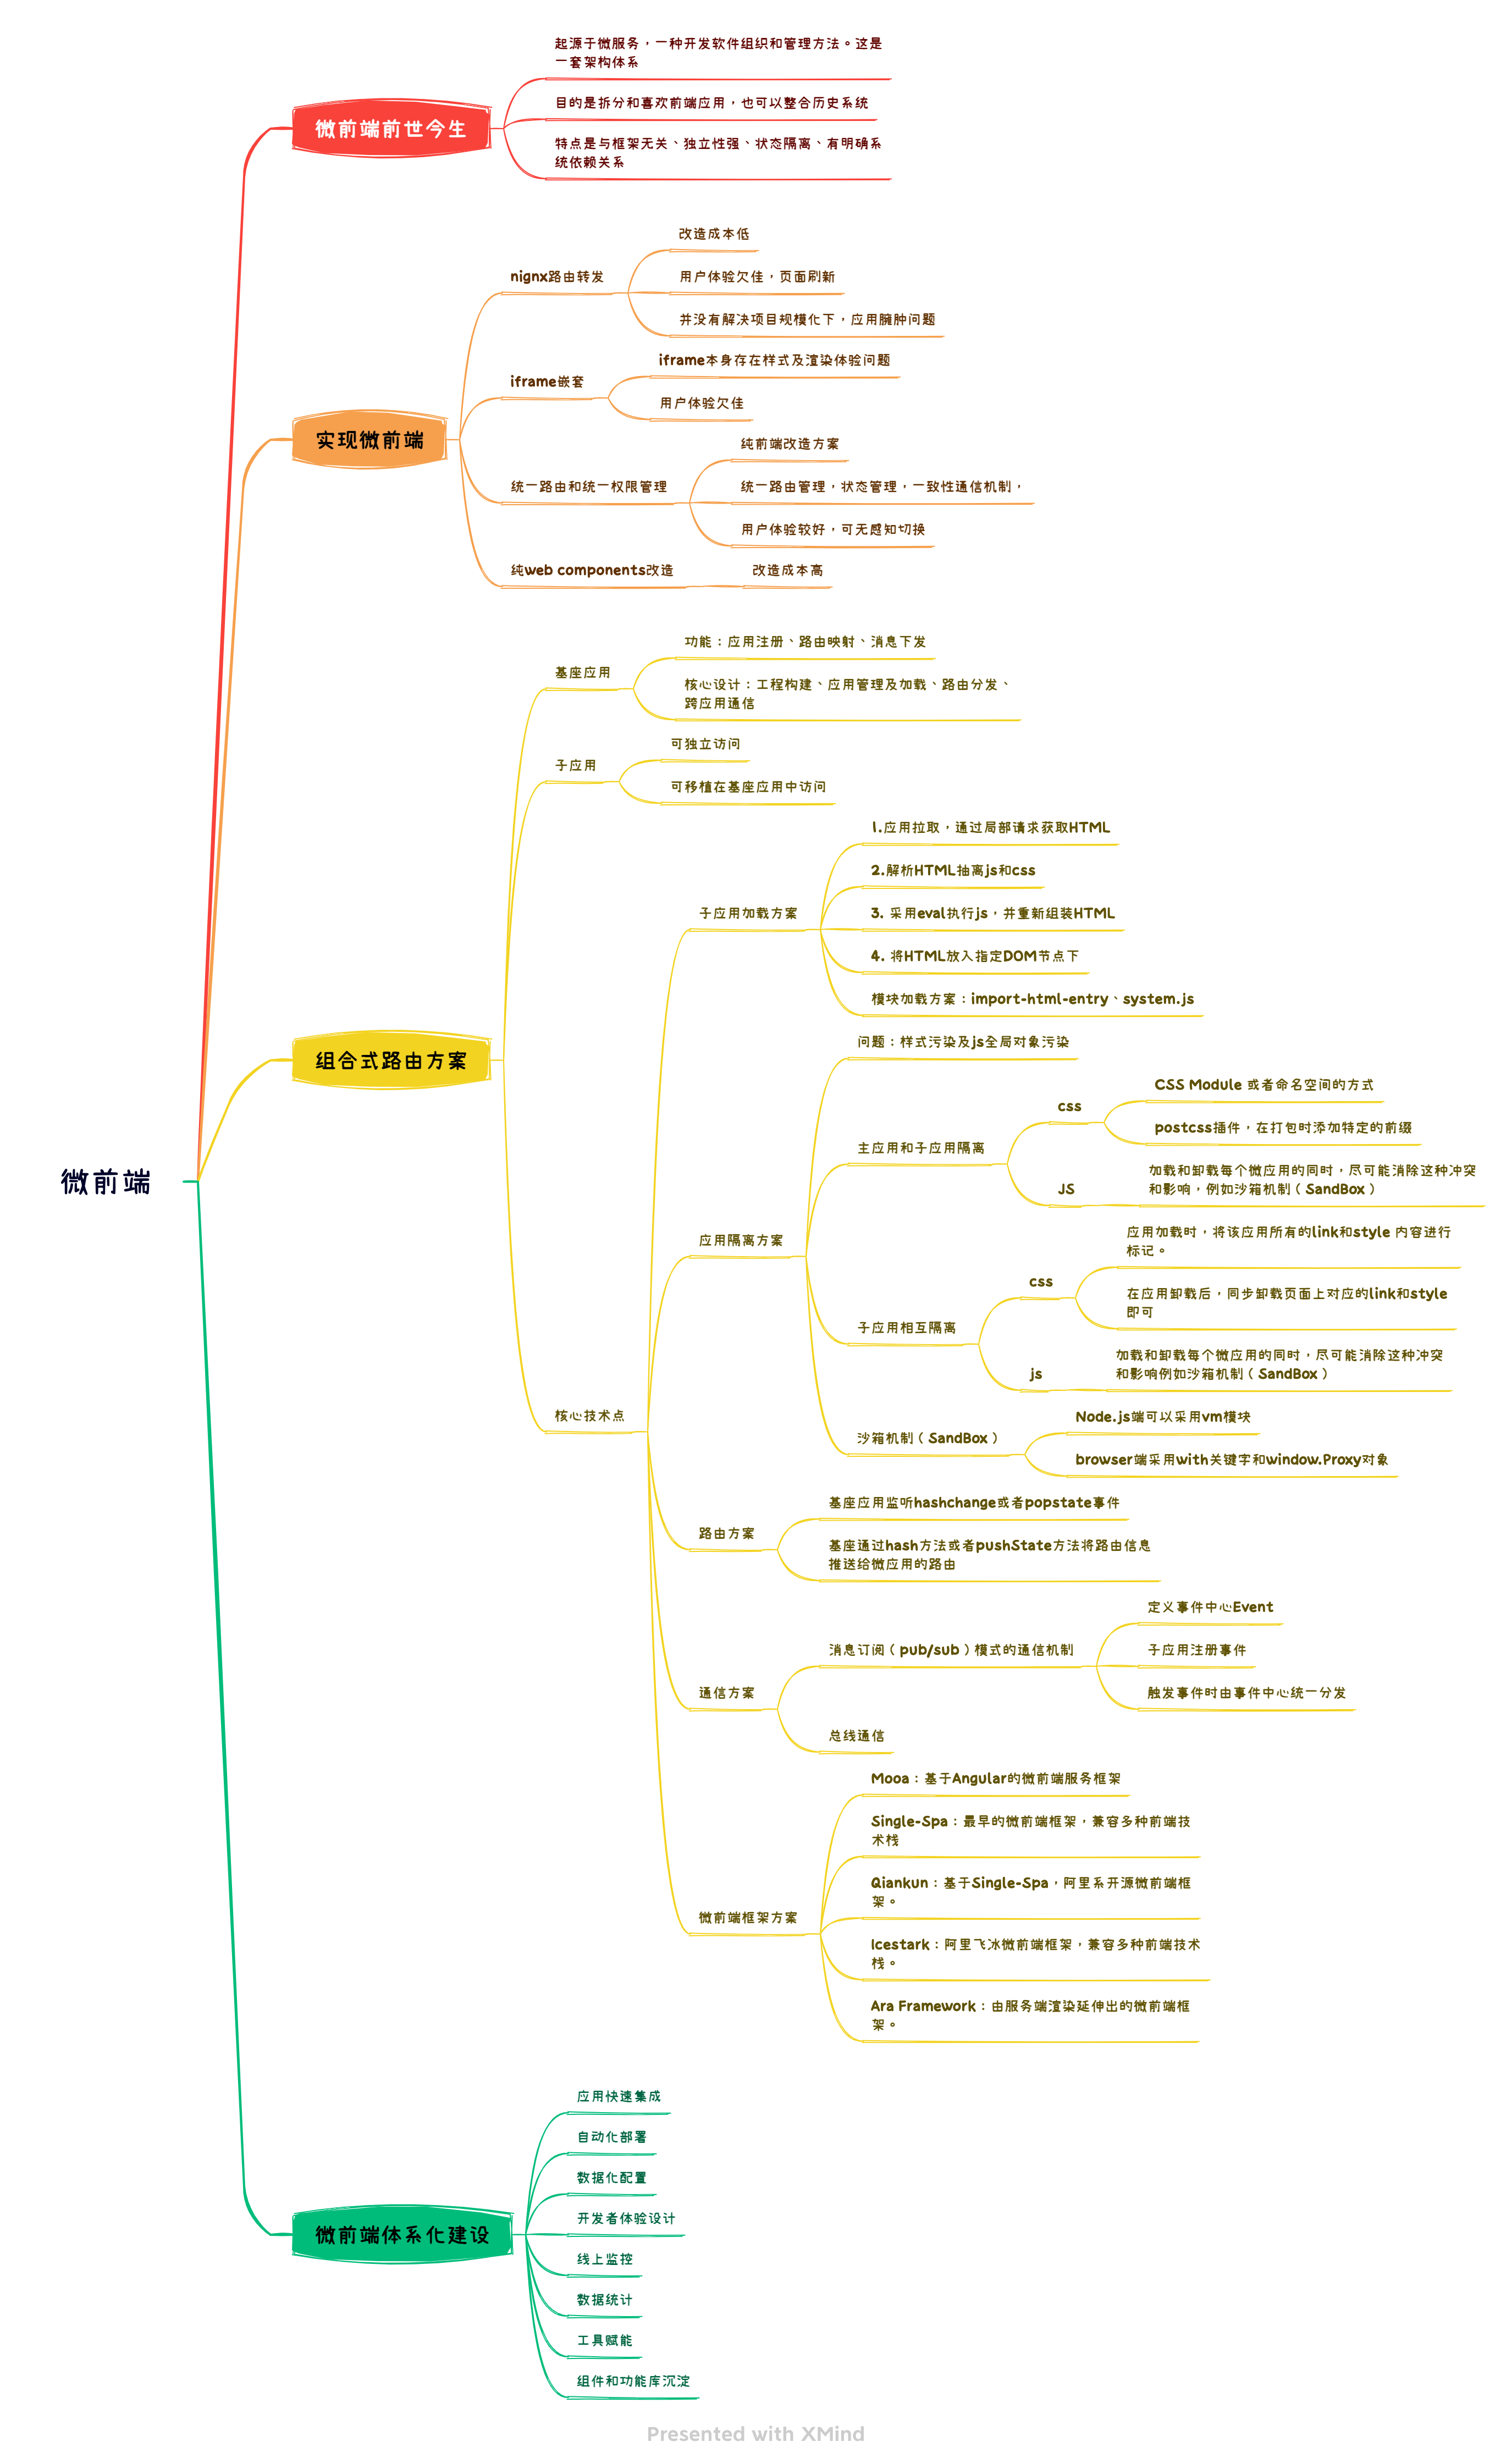 微前端
微前端前世今生
起源于微服务，一种开发软件组织和管理方法。这是
一套架构体系
目的是拆分和喜欢前端应用，也可以整合历史系统
特点是与框架无关、独立性强、状态隔离、有明确系
统依赖关系
实现微前端
nignx路由转发
改造成本低
用户体验欠佳，页面刷新
并没有解决项目规模化下，应用臃肿问题
iframe嵌套
iframe本身存在样式及渲染体验问题
用户体验欠佳
统一路由和统一权限管理
纯前端改造方案
统一路由管理，状态管理，一致性通信机制，
用户体验较好，可无感知切换
纯web components改造
改造成本高
组合式路由方案
基座应用
功能：应用注册、路由映射、消息下发
核心设计：工程构建、应用管理及加载、路由分发、
跨应用通信
子应用
可独立访问
可移植在基座应用中访问
核心技术点
子应用加载方案
1.应用拉取，通过局部请求获取HTML
2.解析HTML抽离js和css
3. 采用eval执行js，并重新组装HTML
4. 将HTML放入指定DOM节点下
模块加载方案：import-html-entry、system.js
应用隔离方案
问题：样式污染及js全局对象污染
主应用和子应用隔离
css
CSS Module 或者命名空间的方式
postcss插件，在打包时添加特定的前缀
JS
加载和卸载每个微应用的同时，尽可能消除这种冲突
和影响，例如沙箱机制（SandBox）
子应用相互隔离
css
应用加载时，将该应用所有的link和style 内容进行
标记。
在应用卸载后，同步卸载页面上对应的link和style
即可
js
加载和卸载每个微应用的同时，尽可能消除这种冲突
和影响例如沙箱机制（SandBox）
沙箱机制（SandBox）
Node.js端可以采用vm模块
browser端采用with关键字和window.Proxy对象
路由方案
基座应用监听hashchange或者popstate事件
基座通过hash方法或者pushState方法将路由信息
推送给微应用的路由
通信方案
消息订阅（pub/sub）模式的通信机制
定义事件中心Event
子应用注册事件
触发事件时由事件中心统一分发
总线通信
微前端框架方案
Mooa：基于Angular的微前端服务框架
Single-Spa：最早的微前端框架，兼容多种前端技
术栈
Qiankun：基于Single-Spa，阿里系开源微前端框
架。
Icestark：阿里飞冰微前端框架，兼容多种前端技术
栈。
Ara Framework：由服务端渲染延伸出的微前端框
架。
微前端体系化建设
应用快速集成
自动化部署
数据化配置
开发者体验设计
线上监控
数据统计
工具赋能
组件和功能库沉淀
Presented with XMind